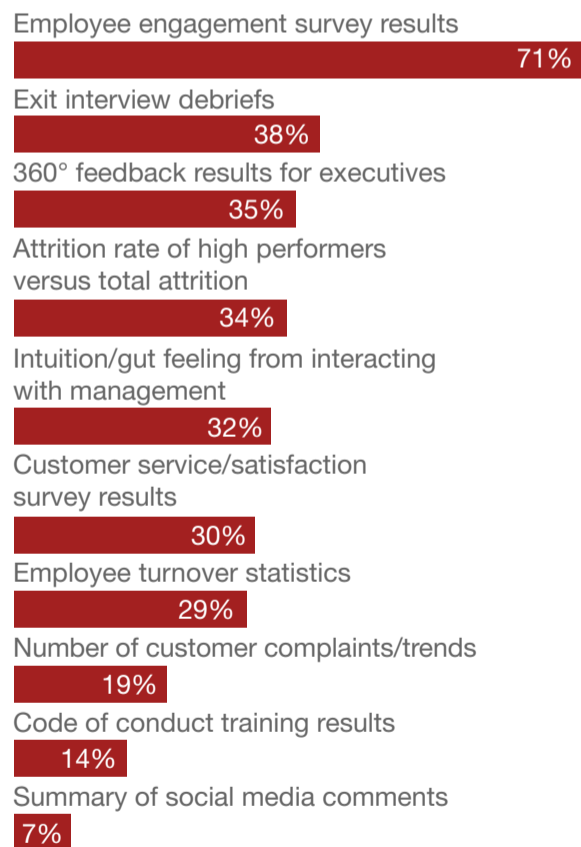 Employee engagement survey results
71%
Exit interview debriefs
38%
360° feedback results for executives
35%
Attrition rate of high performers
versus total attrition
34%
Intuition/gut feeling from interacting
with management
32%
Customer service/satisfaction
survey results
30%
Employee turnover statistics
29%
Number of customer complaints/trends
19%
Code of conduct training results
14%
Summary of social media comments
7%